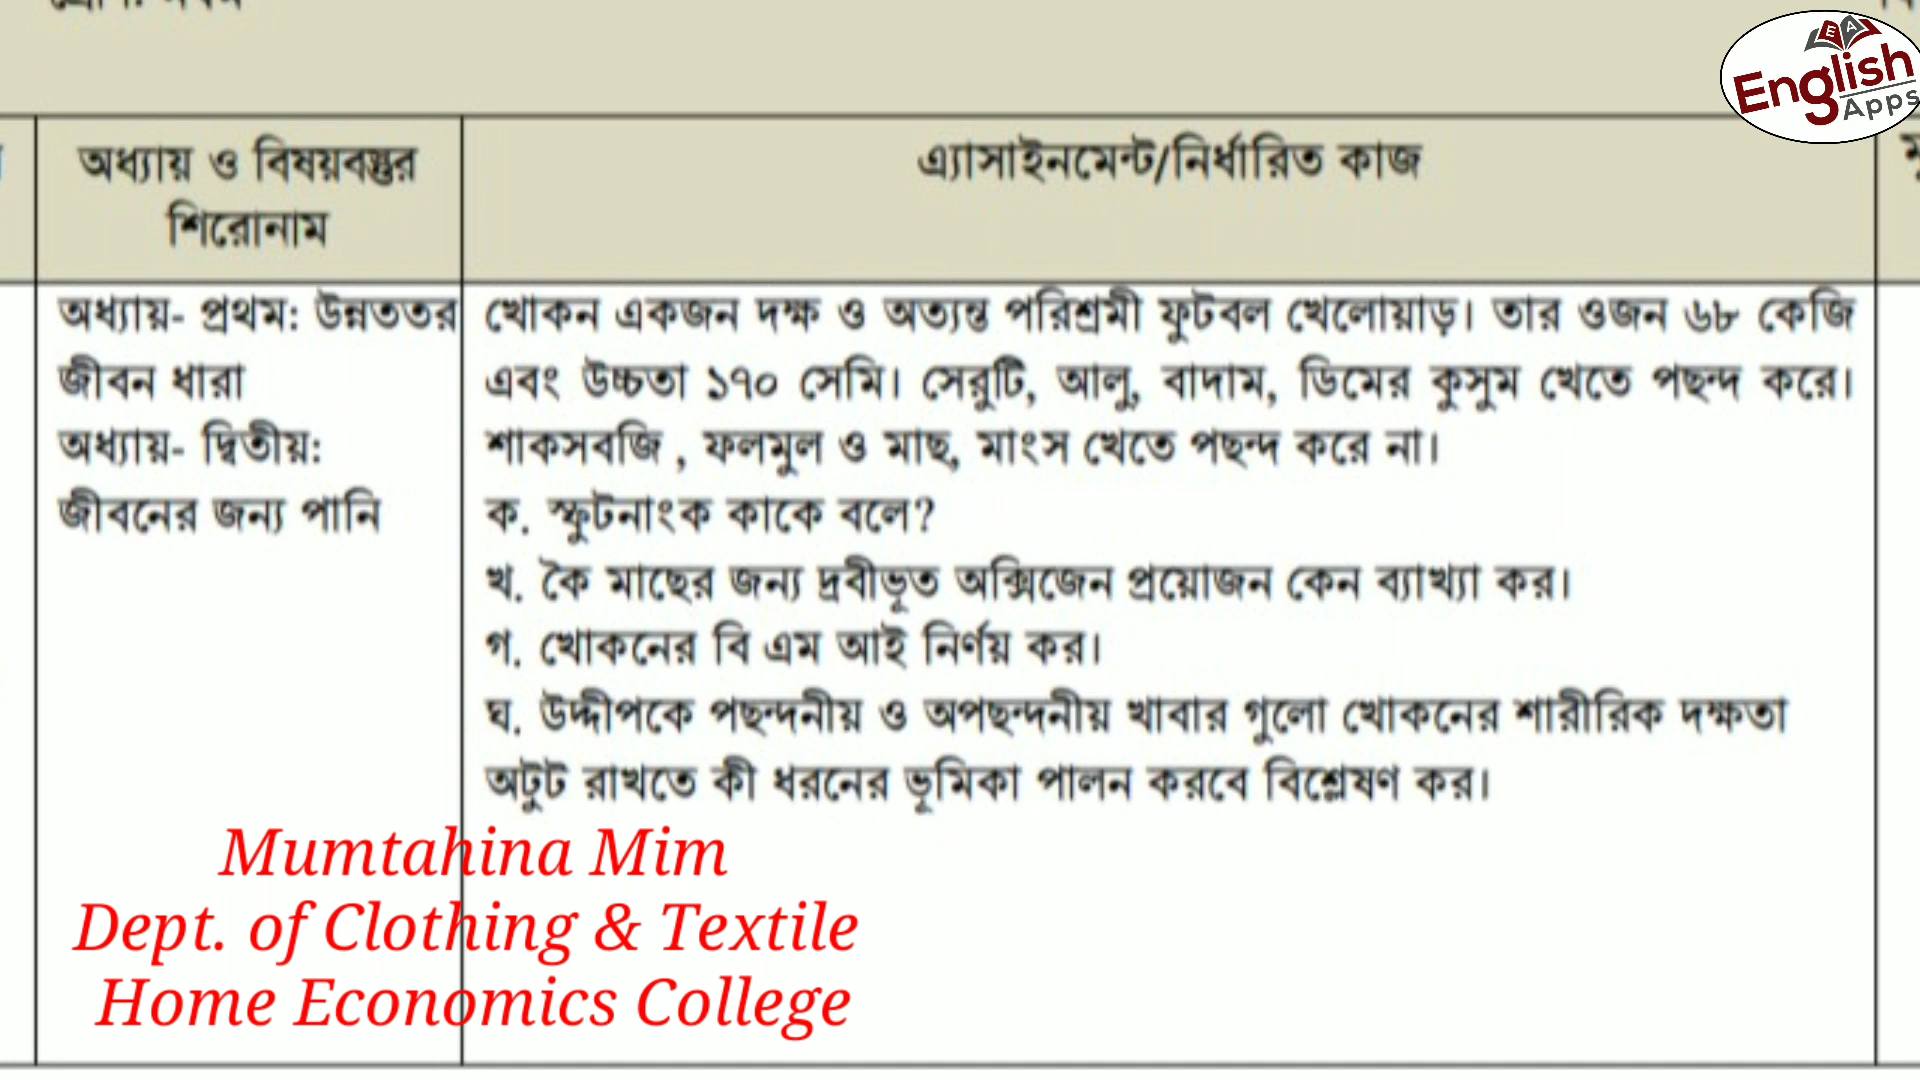 EA
English
Apps
অধ্যায় ও বিষয়বস্তুর
শিরোনাম
এ্যাসাইনমেন্ট/নির্ধারিত কাজ
অধ্যায়- প্রথম: উন্নততর
জীবন ধারা
অধ্যায়- দ্বিতীয়:
জীবনের জন্য পানি
খোকন একজন দক্ষ ও অত্যন্ত পরিশ্রমী ফুটবল খেলোয়াড়। তার ওজন ৬৮ কেজি
এবং উচ্চতা ১৭০ সেমি। সেরুটি, আলু, বাদাম, ডিমের কুসুম খেতে পছন্দ করে।
শাকসবজি , ফলমুল ও মাছ, মাংস খেতে পছন্দ করে না।
ক. স্ফুটনাংক কাকে বলে?
খ. কৈ মাছের জন্য দ্রবীভূত অক্সিজেন প্রয়োজন কেন ব্যাখ্যা কর।
গ. খোকনের বি এম আই নির্ণয় কর।
ঘ. উদ্দীপকে পছন্দনীয় ও অপছন্দনীয় খাবার গুলো খোকনের শারীরিক দক্ষতা
অটুট রাখতে কী ধরনের ভূমিকা পালন করবে বিশ্লেষণ কর।
Mumtahina Mim
Dept. of Clothing & Textile
Home Economics College